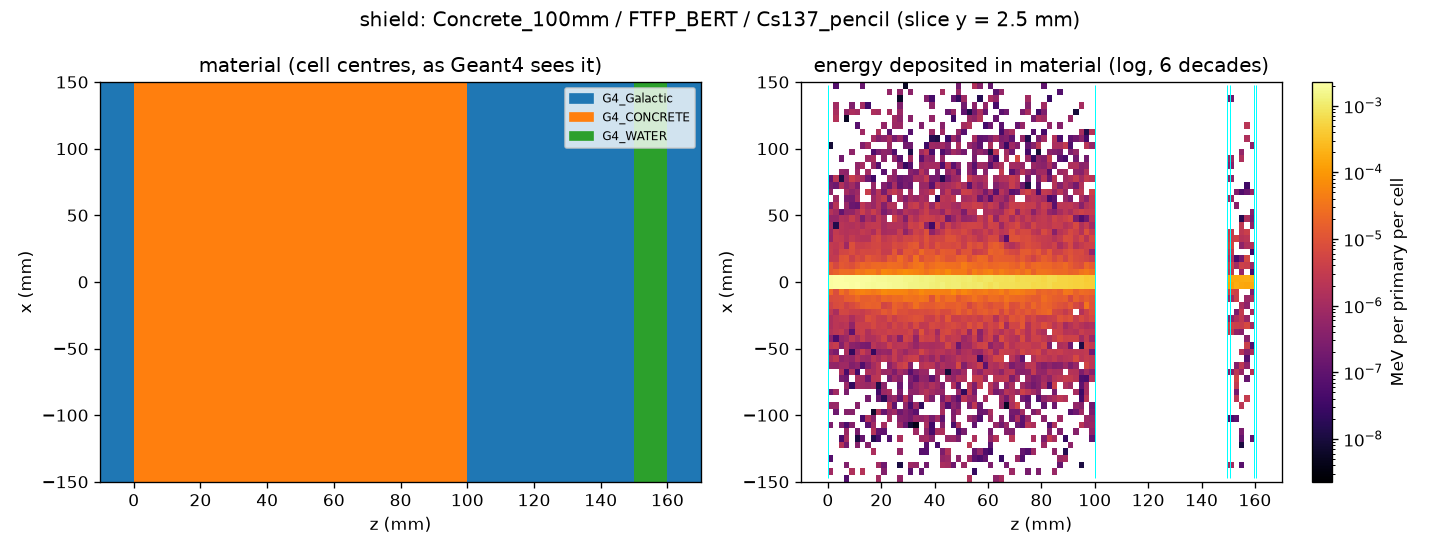 shield: Concrete_100mm / FTFP_BERT / Cs137_pencil (slice y = 2.5 mm)
material (cell centres, as Geant4 sees it)
150
100
50
0
−50
−100
−150
x (mm)
0 20 40 60 80 100 120 140 160
z (mm)
G4_Galactic
G4_CONCRETE
G4_WATER
energy deposited in material (log, 6 decades)
150
100
50
0
−50
−100
−150
x (mm)
0 20 40 60 80 100 120 140 160
z (mm)
10⁻³
10⁻⁴
10⁻⁵
10⁻⁶
10⁻⁷
10⁻⁸
MeV per primary per cell